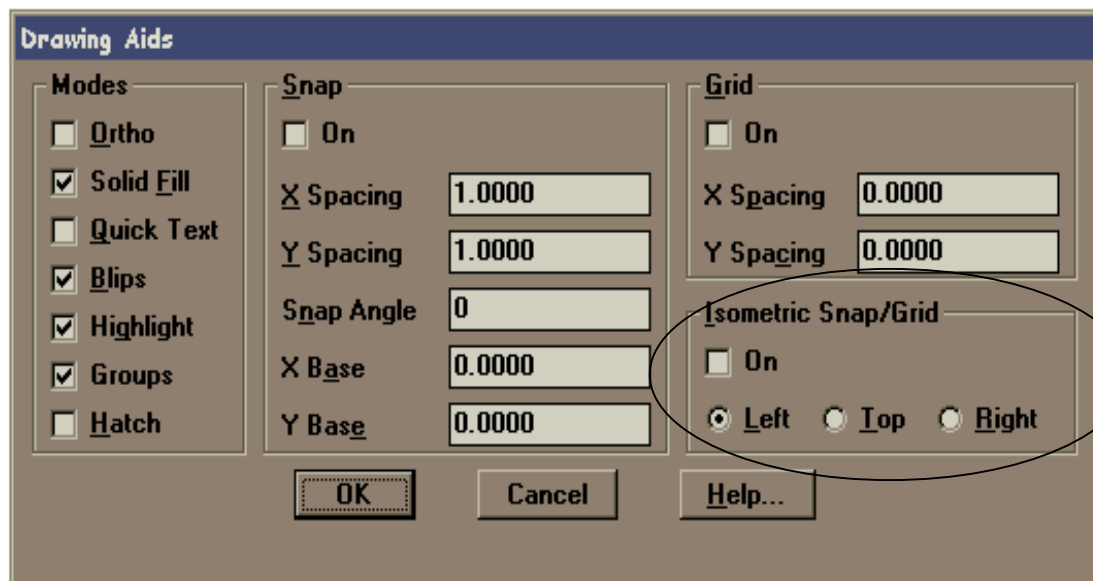 Drawing Aids
Modes
Ortho
Solid Fill
Quick Text
Blips
Highlight
Groups
Hatch
Snap
On
X Spacing 1.0000
Y Spacing 1.0000
Snap Angle 0
X Base 0.0000
Y Base 0.0000
Grid
On
X Spacing 0.0000
Y Spacing 0.0000
Isometric Snap/Grid
On
Left Top Right
OK Cancel Help...